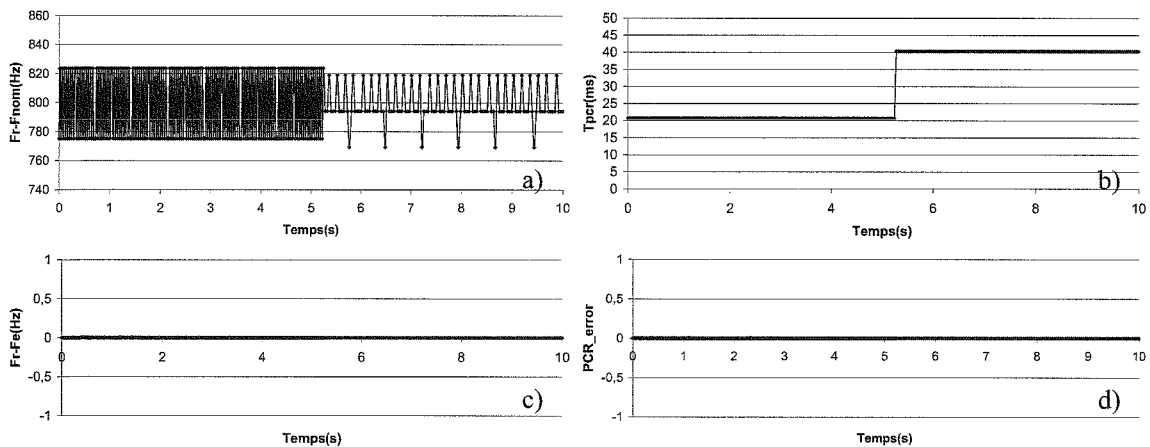 Fr-Fnom(Hz)
860
840
820
800
780
760
740
0 1 2 3 4 5 6 7 8 9 10
Temps(s)
a)
Tpcr(ms)
50
45
40
35
30
25
20
15
10
5
0
0 2 4 6 8 10
Temps(s)
b)
Fr-Fe(Hz)
1
0,5
0
-0,5
-1
0 2 4 6 8 10
Temps(s)
c)
PCR_error
1
0,5
0
-0,5
-1
0 1 2 3 4 5 6 7 8 9 10
Temps(s)
d)